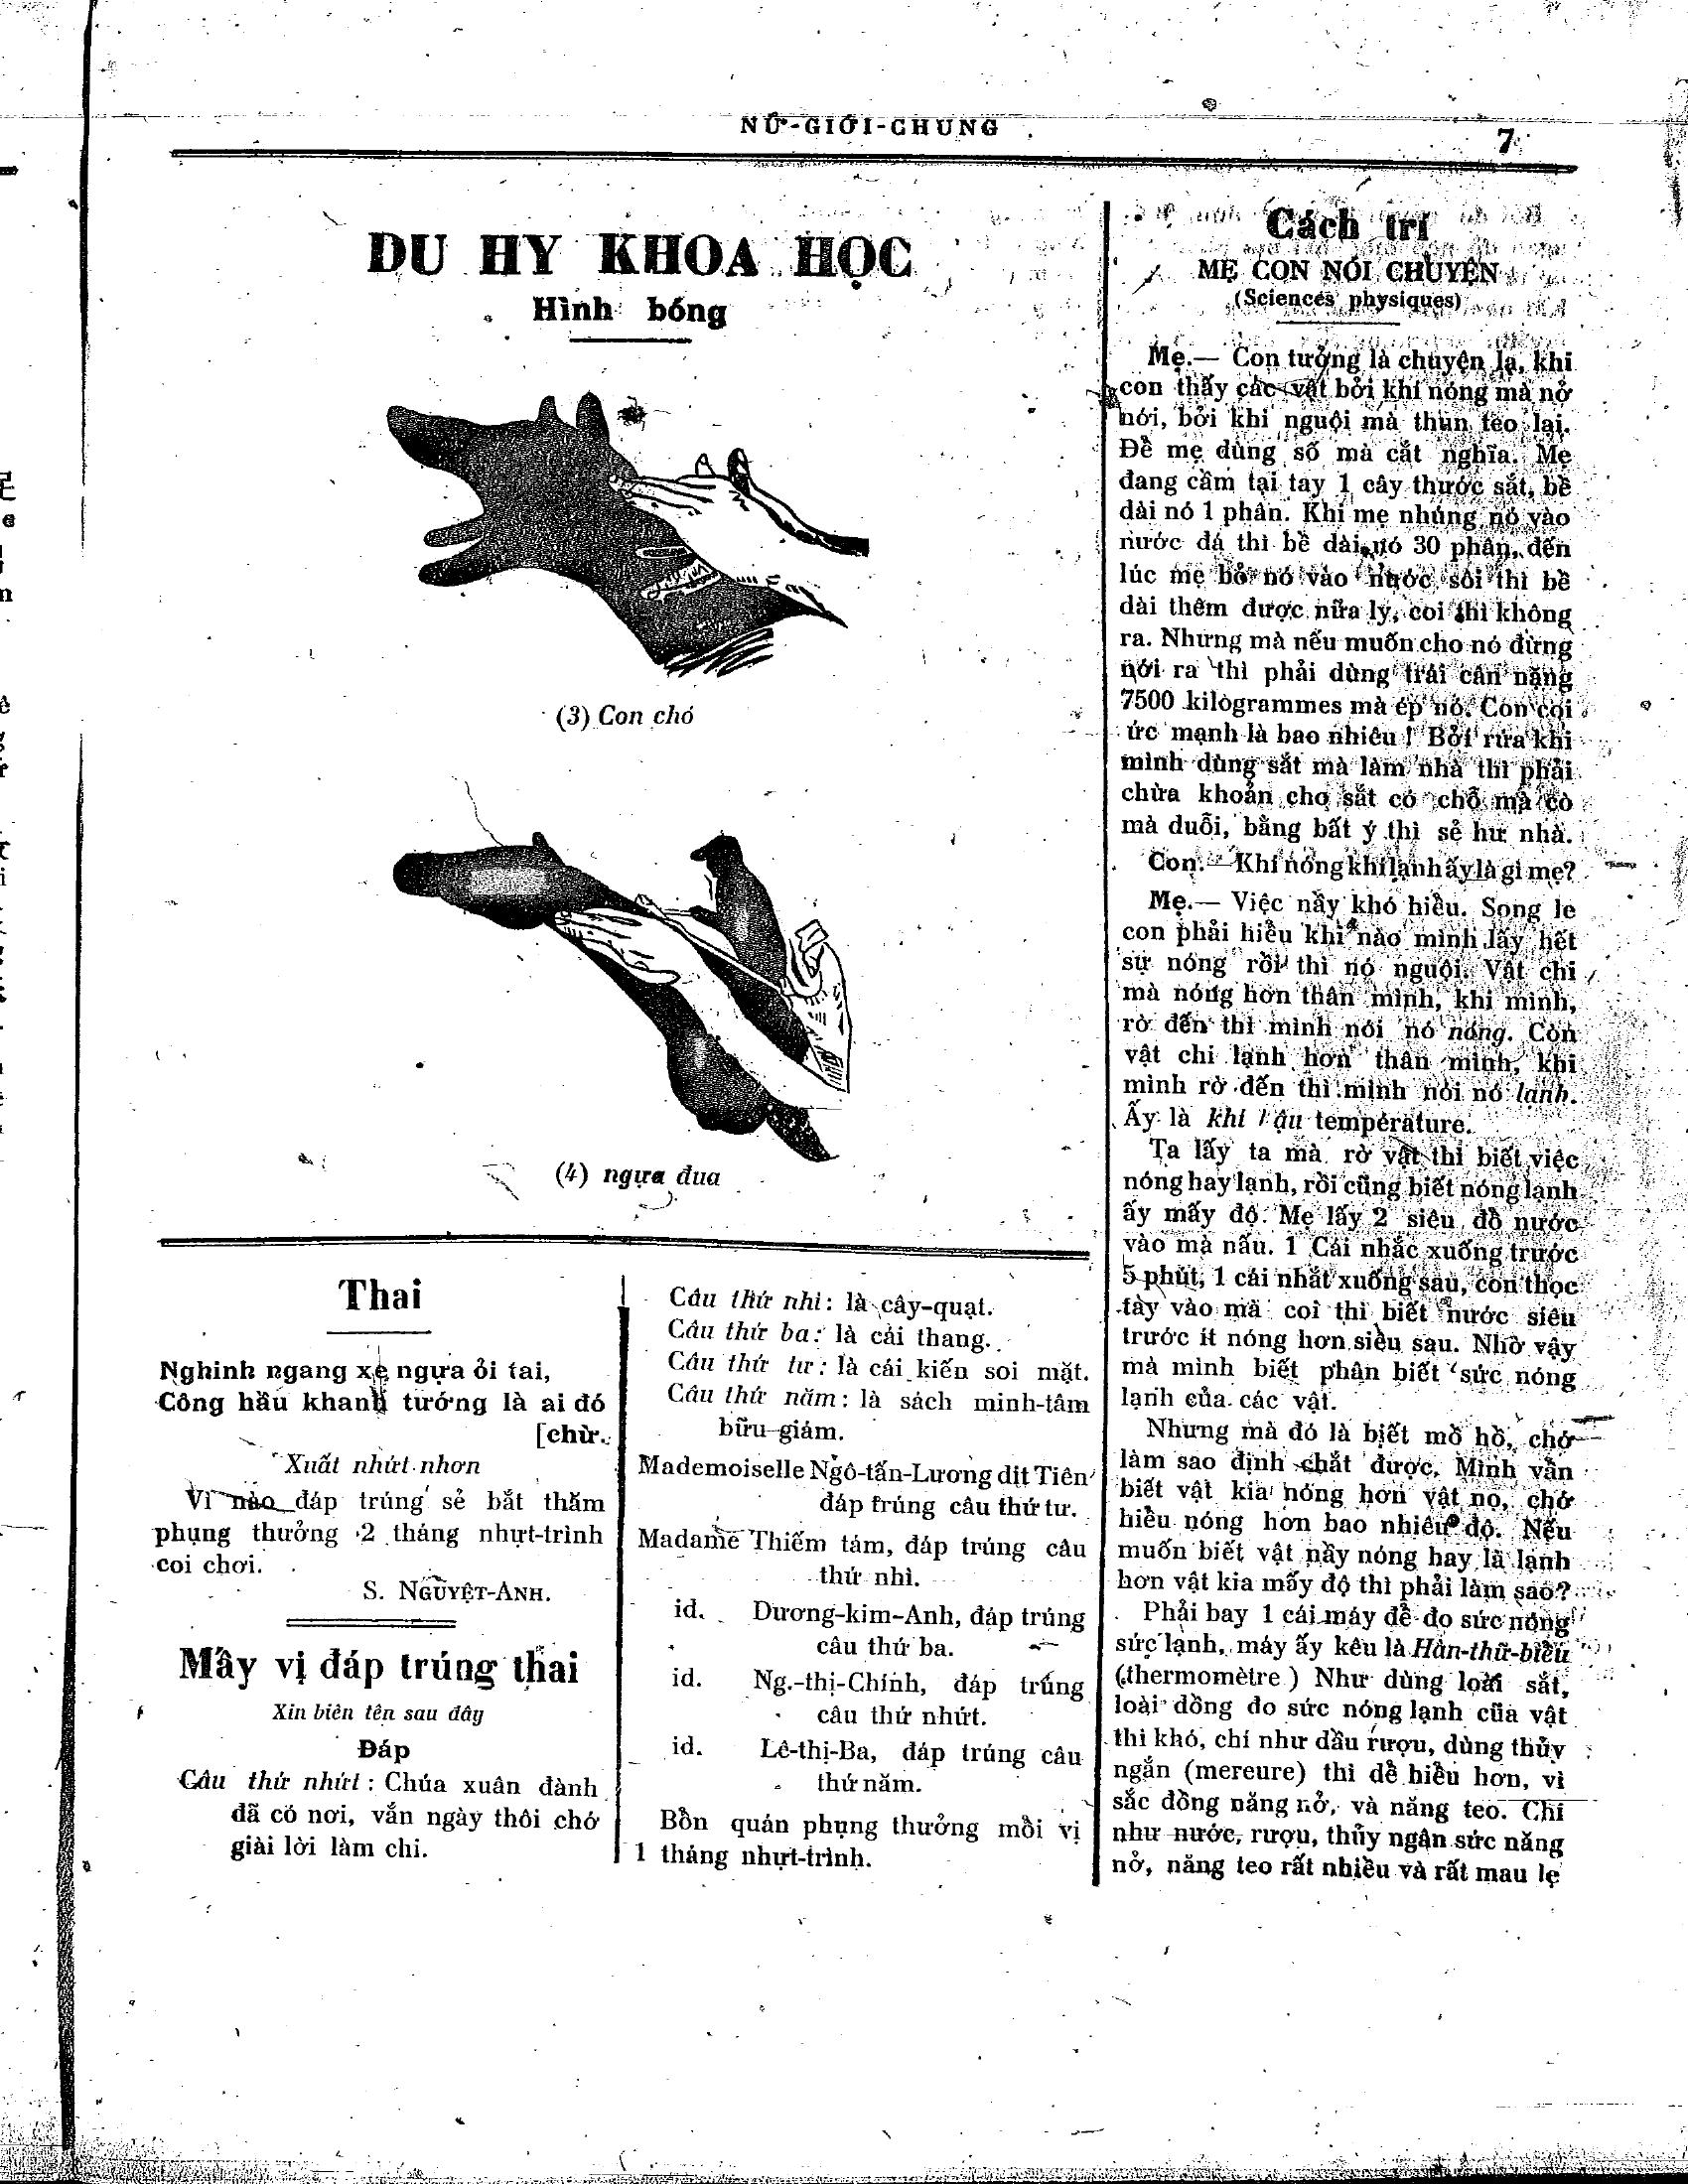 NỮ-GIỚI-CHUNG
7
DU HY KHOA HỌC
Hình bóng
(3) Con chó
(4) ngựa đua
Thai
Nghinh ngang xe ngựa ỏi tai,
Công hầu khanh tướng là ai đó
[chừ.
Xuất nhứt nhơn
Vị nào đáp trúng sẻ bắt thăm
phụng thưởng 2 tháng nhựt-trình
coi chơi.
S. NGUYỆT-ANH.
Mấy vị đáp trúng thai
Xin biên tên sau đây
Đáp
Câu thứ nhứt : Chúa xuân đành
đã có nơi, vắn ngày thôi chớ
giài lời làm chi.
Câu thứ nhì : là cây-quạt.
Câu thứ ba : là cái thang.
Câu thứ tư : là cái kiến soi mặt.
Câu thứ năm : là sách minh-tâm
bữu-giám.
Mademoiselle Ngô-tấn-Lương dit Tiên
đáp trúng câu thứ tư.
Madame Thiếm tám, đáp trúng câu
thứ nhì.
id. Dương-kim-Anh, đáp trúng
câu thứ ba.
id. Ng.-thị-Chính, đáp trúng
câu thứ nhứt.
id. Lê-thị-Ba, đáp trúng câu
thứ năm.
Bổn quán phụng thưởng mỗi vị
1 tháng nhựt-trình.
Cách trí
MẸ CON NÓI CHUYỆN
(Sciences physiques)
Mẹ.— Con tưởng là chuyện lạ, khi
con thấy các vật bởi khí nóng mà nở
nới, bởi khi nguội mà thun téo lại.
Để mẹ dùng số mà cắt nghĩa. Mẹ
đang cầm tại tay 1 cây thước sắt, bề
dài nó 1 phân. Khi mẹ nhúng nó vào
nước đá thì bề dài nó 30 phân, đến
lúc mẹ bỏ nó vào nước sôi thì bề
dài thêm được nữa ly, coi thì không
ra. Nhưng mà nếu muốn cho nó đừng
nới ra thì phải dùng trái cân nặng
7500 kilogrammes mà ép nó. Con coi
ức mạnh là bao nhiêu ! Bởi rứa khi
mình dùng sắt mà làm nhà thì phải
chừa khoản cho sắt có chỗ mà cò
mà duỗi, bằng bất ý thì sẻ hư nhà.
Con.— Khí nóng khí lạnh ấy là gì mẹ?
Mẹ.— Việc nầy khó hiểu. Song le
con phải hiểu khi nào mình lấy hết
sự nóng rồi thì nó nguội. Vật chi
mà nóng hơn thân mình, khi mình,
rờ đến thì mình nói nó nóng. Còn
vật chi lạnh hơn thân mình, khi
mình rờ đến thì mình nói nó lạnh.
Ấy là khí hậu température.
Ta lấy ta mà rờ vật thì biết việc
nóng hay lạnh, rồi cũng biết nóng lạnh
ấy mấy độ. Mẹ lấy 2 siêu đổ nước
vào mà nấu. 1 Cái nhắc xuống trước
5 phút, 1 cái nhắt xuống sau, con thọc
tày vào mà coi thì biết nước siêu
trước ít nóng hơn siêu sau. Nhờ vậy
mà mình biết phân biết sức nóng
lạnh của các vật.
Nhưng mà đó là biết mồ hồ, chớ
làm sao định chắt được. Mình vẫn
biết vật kia nóng hơn vật nọ, chớ
hiểu nóng hơn bao nhiêu độ. Nếu
muốn biết vật nầy nóng hay là lạnh
hơn vật kia mấy độ thì phải làm sao?
Phải bay 1 cái máy để đo sức nóng
sức lạnh, máy ấy kêu là Hàn-thữ-biểu
(thermomètre) Như dùng loài sắt,
loài đồng đo sức nóng lạnh của vật
thì khó, chí như dầu rượu, dùng thủy
ngắn (mereure) thì dể hiểu hơn, vì
sắc đồng năng nở, và năng teo. Chí
như nước, rượu, thủy ngân sức năng
nở, năng teo rất nhiều và rất mau lẹ